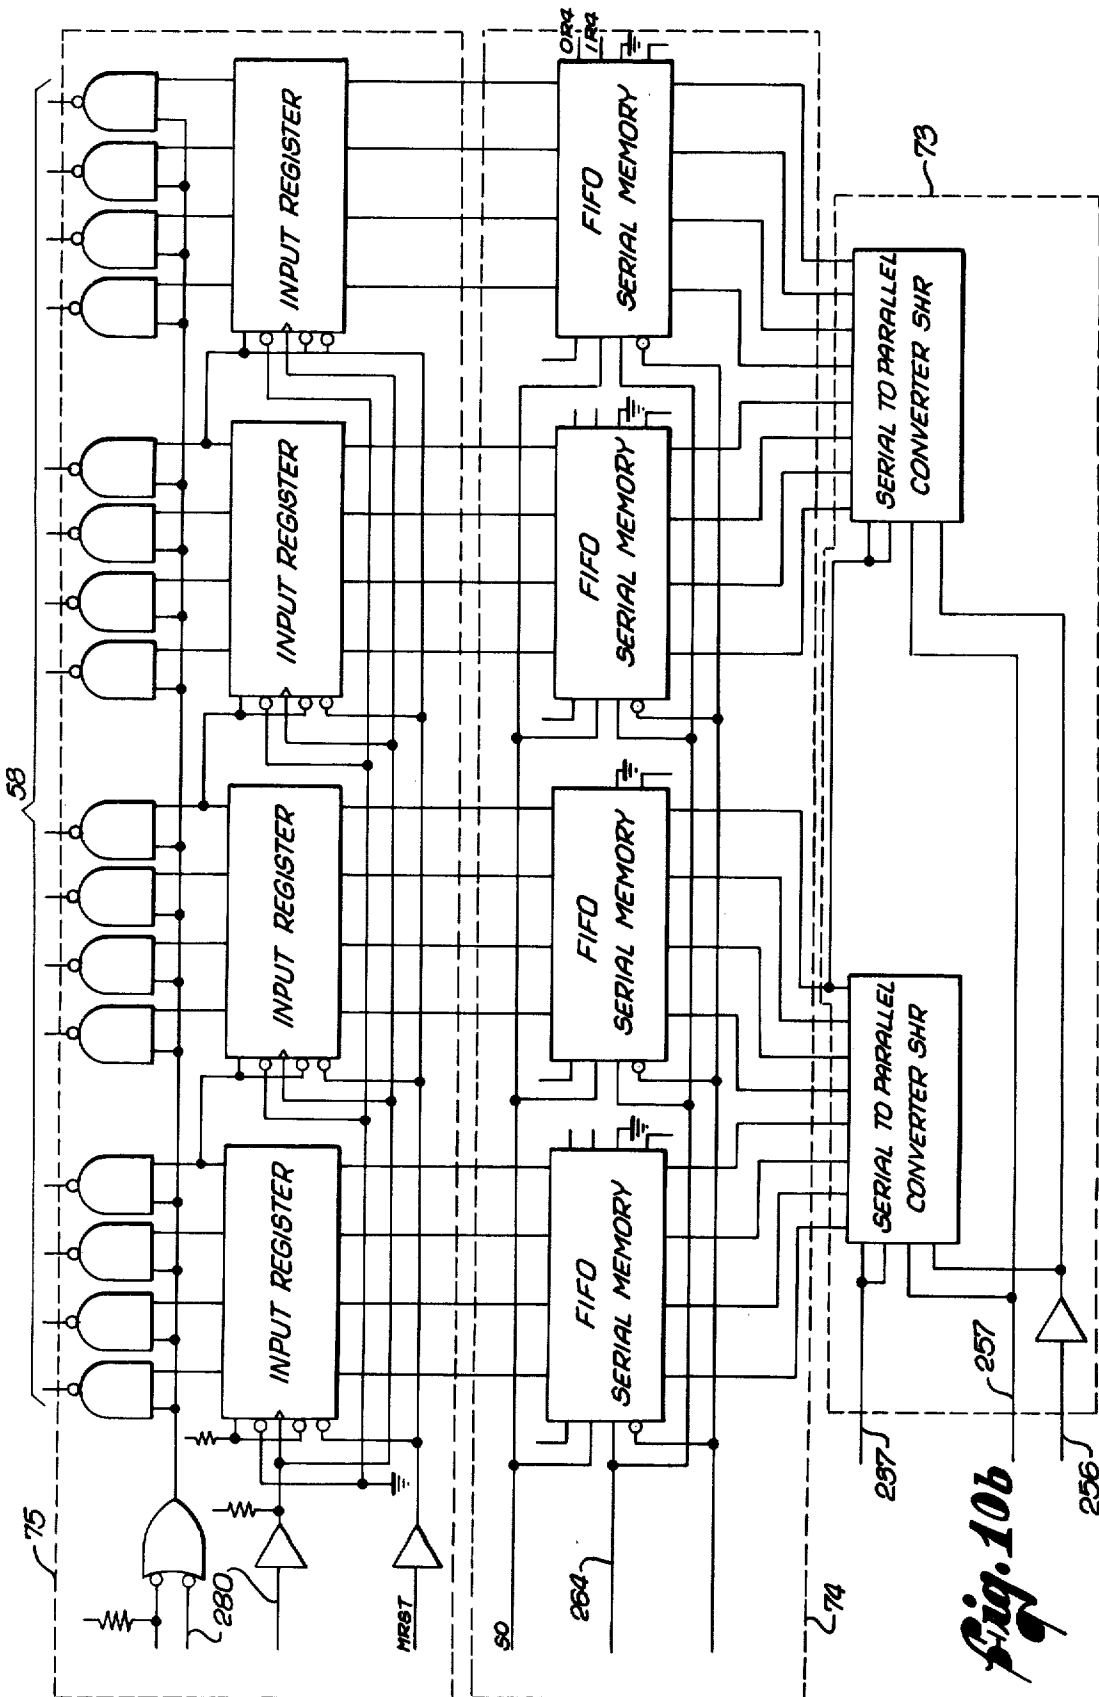 58
75
280
INPUT REGISTER
INPUT REGISTER
INPUT REGISTER
INPUT REGISTER
MRST
SO
264
74
FIFO
SERIAL MEMORY
FIFO
SERIAL MEMORY
FIFO
SERIAL MEMORY
FIFO
SERIAL MEMORY
OR4
IR4
73
SERIAL TO PARALLEL
CONVERTER SHR
SERIAL TO PARALLEL
CONVERTER SHR
237
257
256
fig.10b